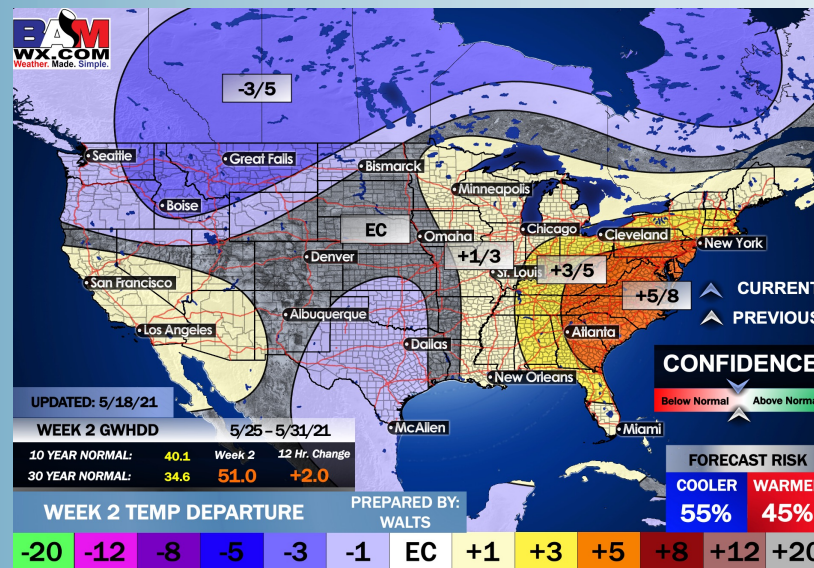 BAM
WX.COM
Weather. Made. Simple.
-3/5
Seattle
Great Falls
Bismarck
Boise
Minneapolis
EC
Omaha
Chicago
Cleveland
New York
Denver
+1/3
St. Louis
+3/5
San Francisco
+5/8
CURRENT
Albuquerque
PREVIOUS
Los Angeles
Dallas
Atlanta
CONFIDENCE
New Orleans
Below Normal
Above Norma
UPDATED: 5/18/21
McAllen
Miami
WEEK 2 GWHDD 5/25 – 5/31/21
10 YEAR NORMAL: 40.1 Week 2 12 Hr. Change
30 YEAR NORMAL: 34.6 51.0 +2.0
FORECAST RISK
COOLER WARME
55% 45%
WEEK 2 TEMP DEPARTURE
PREPARED BY:
WALTS
-20 -12 -8 -5 -3 -1 EC +1 +3 +5 +8 +12 +20